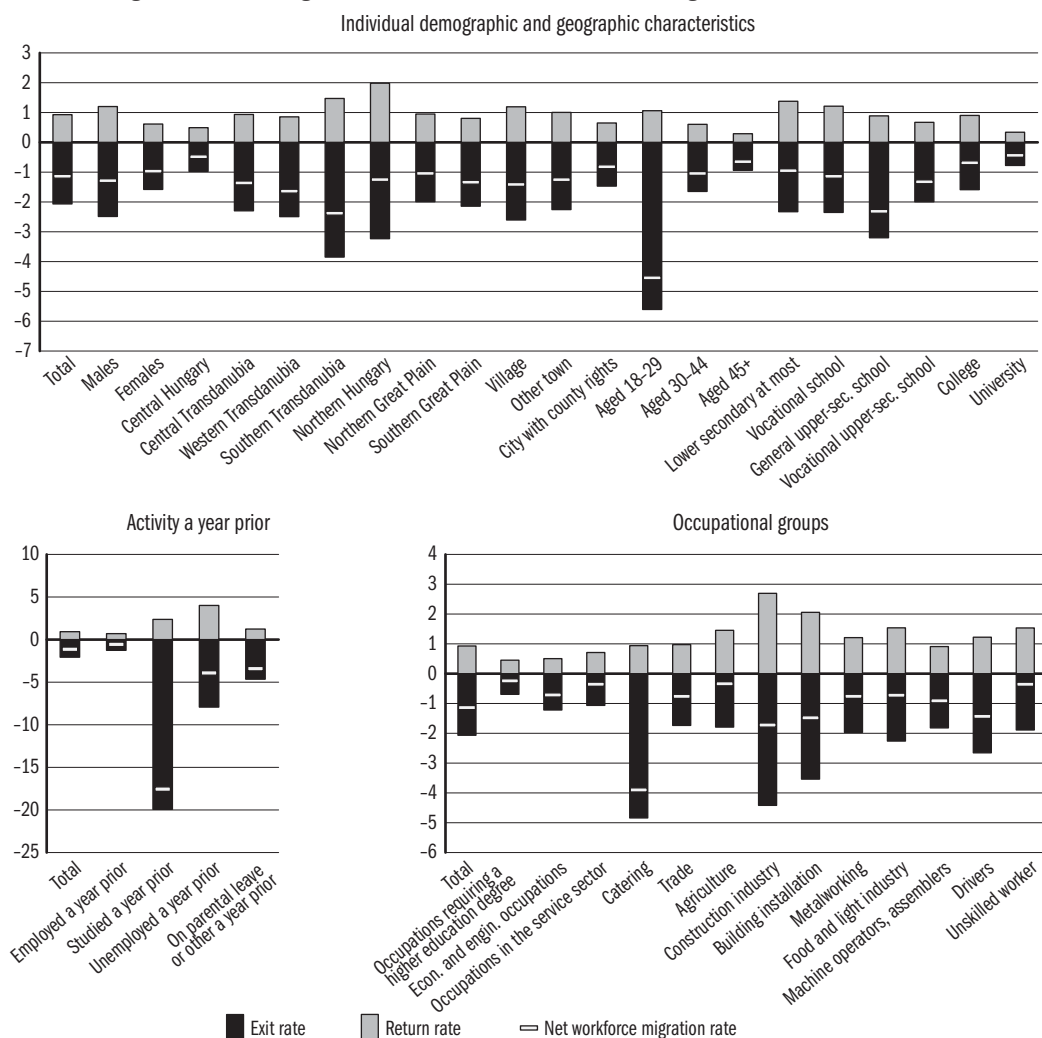 Individual demographic and geographic characteristics
3
2
1
0
–1
–2
–3
–4
–5
–6
–7
Total
Males
Females
Central Hungary
Central Transdanubia
Western Transdanubia
Southern Transdanubia
Northern Hungary
Northern Great Plain
Southern Great Plain
Village
Other town
City with county rights
Aged 18–29
Aged 30–44
Aged 45+
Lower secondary at most
Vocational school
General upper-sec. school
Vocational upper-sec. school
College
University
Activity a year prior
10
5
0
–5
–10
–15
–20
–25
Total
Employed a year prior
Studied a year prior
Unemployed a year prior
On parental leave
or other a year prior
Occupational groups
4
3
2
1
0
–1
–2
–3
–4
–5
–6
Total
Occupations requiring a
higher education degree
Econ. and engin. occupations
Occupations in the service sector
Catering
Trade
Agriculture
Construction industry
Building installation
Metalworking
Food and light industry
Machine operators, assemblers
Drivers
Unskilled worker
Exit rate
Return rate
Net workforce migration rate